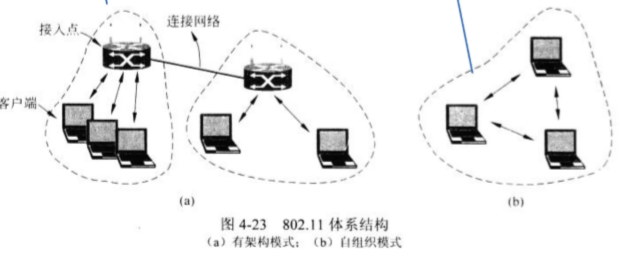 接入点
连接网络
客户端
(a)
(b)
图 4-23 802.11 体系结构
(a) 有架构模式; (b) 自组织模式